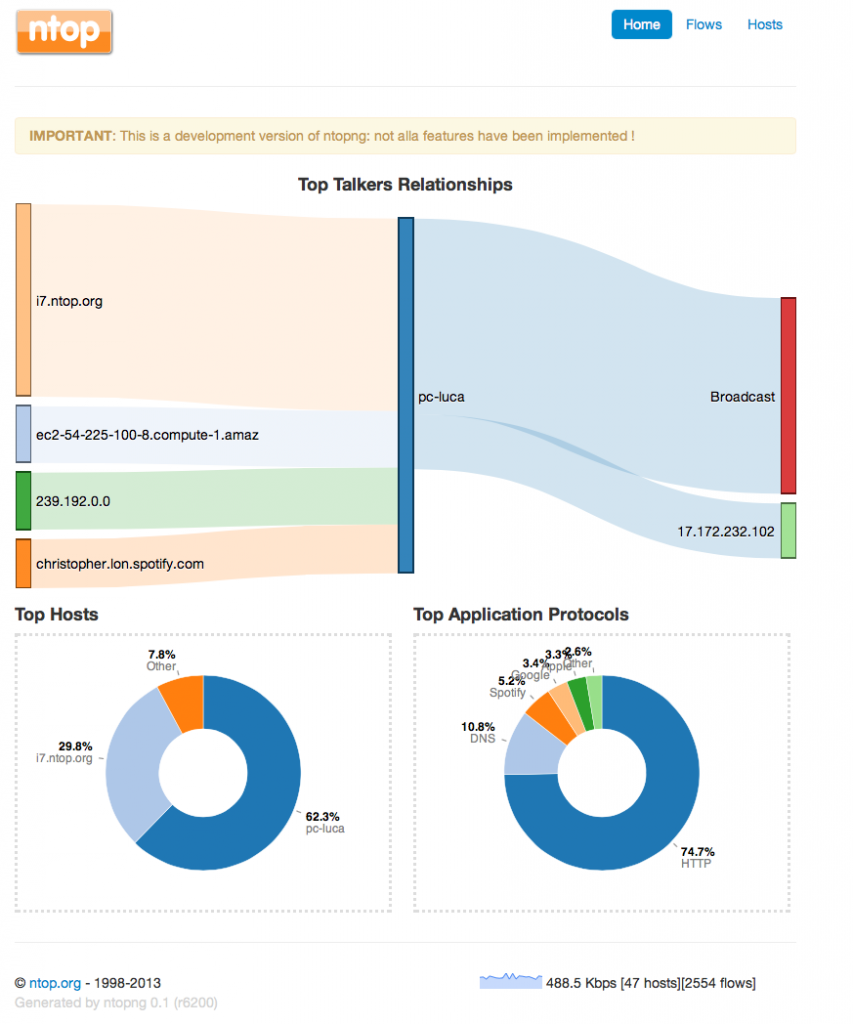 ntop
Home Flows Hosts
IMPORTANT: This is a development version of ntopng: not alla features have been implemented !
Top Talkers Relationships
i7.ntop.org
pc-luca
Broadcast
ec2-54-225-100-8.compute-1.amaz
239.192.0.0
17.172.232.102
christopher.lon.spotify.com
Top Hosts
7.8%
Other
29.8%
i7.ntop.org
62.3%
pc-luca
Top Application Protocols
2.6%
Other
3.3%
Apple
3.4%
Google
5.2%
Spotify
10.8%
DNS
74.7%
HTTP
© ntop.org - 1998-2013
488.5 Kbps [47 hosts][2554 flows]
Generated by ntopng 0.1 (r6200)